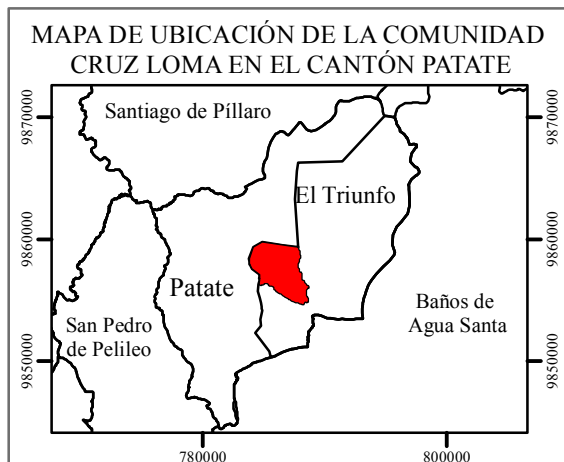 MAPA DE UBICACIÓN DE LA COMUNIDAD
CRUZ LOMA EN EL CANTÓN PATATE
9870000
9870000
Santiago de Píllaro
El Triunfo
9860000
9860000
Patate
Baños de
Agua Santa
San Pedro
de Pelileo
9850000
9850000
780000
800000